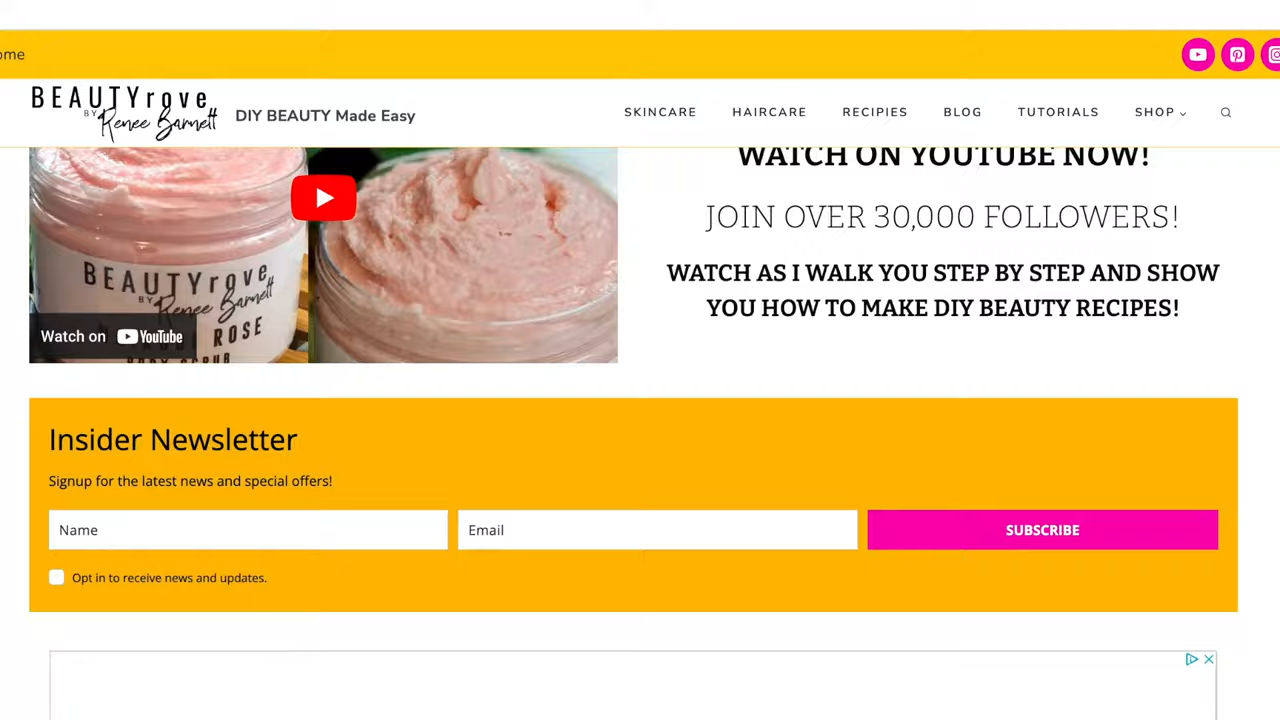 ome
BEAUTYrove
BY Renee Barnett
DIY BEAUTY Made Easy
SKINCARE
HAIRCARE
RECIPIES
BLOG
TUTORIALS
SHOP
WATCH ON YOUTUBE NOW!
JOIN OVER 30,000 FOLLOWERS!
WATCH AS I WALK YOU STEP BY STEP AND SHOW
YOU HOW TO MAKE DIY BEAUTY RECIPES!
BEAUTYrove
BY Renee Barnett
ROSE
BODY SCRUB
Watch on YouTube
Insider Newsletter
Signup for the latest news and special offers!
Name
Email
SUBSCRIBE
Opt in to receive news and updates.